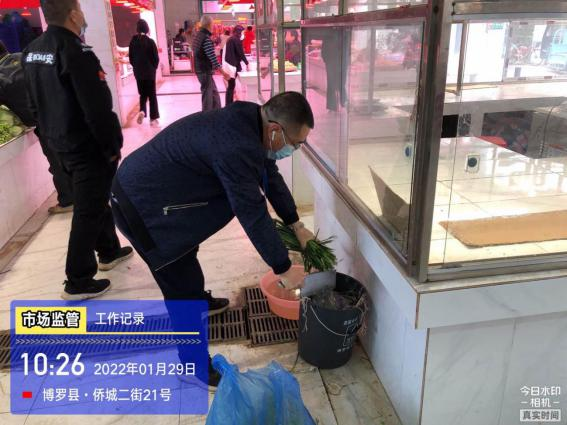 市场监管 工作记录
10:26 2022年01月29日
博罗县·侨城二街21号
今日水印
-相机-
真实时间